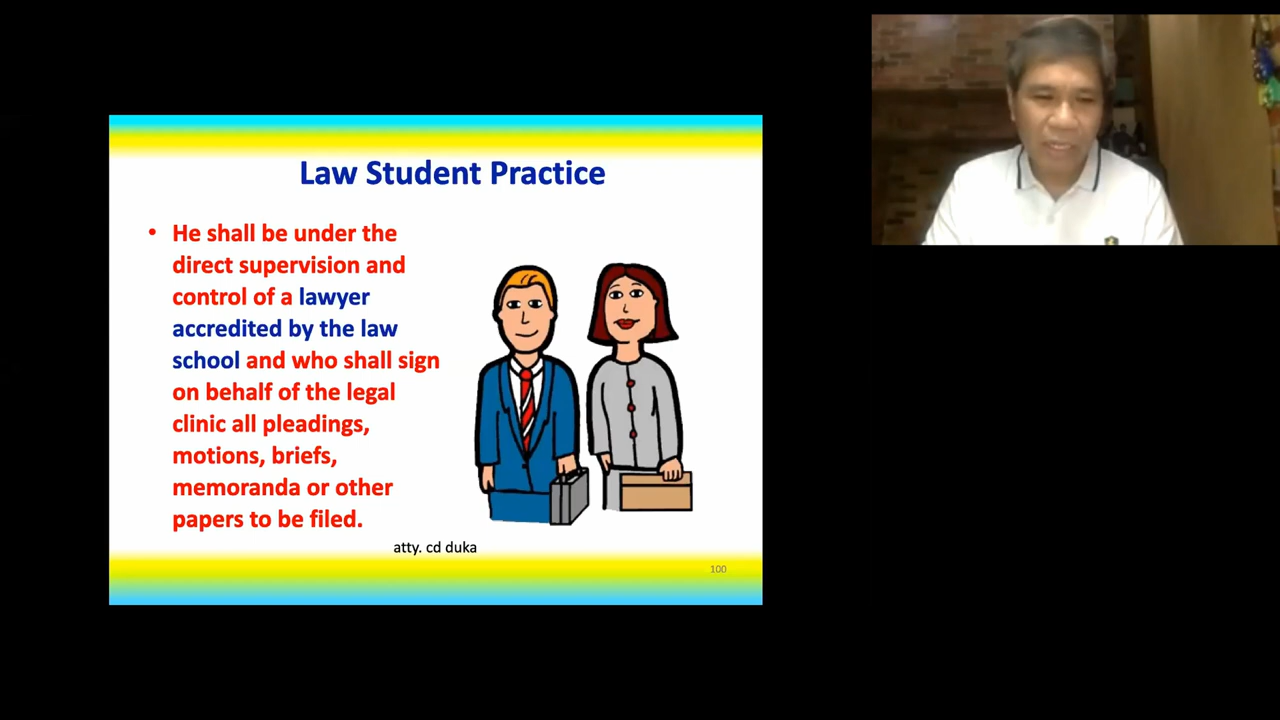 Law Student Practice
• He shall be under the
direct supervision and
control of a lawyer
accredited by the law
school and who shall sign
on behalf of the legal
clinic all pleadings,
motions, briefs,
memoranda or other
papers to be filed.
atty. cd duka
100